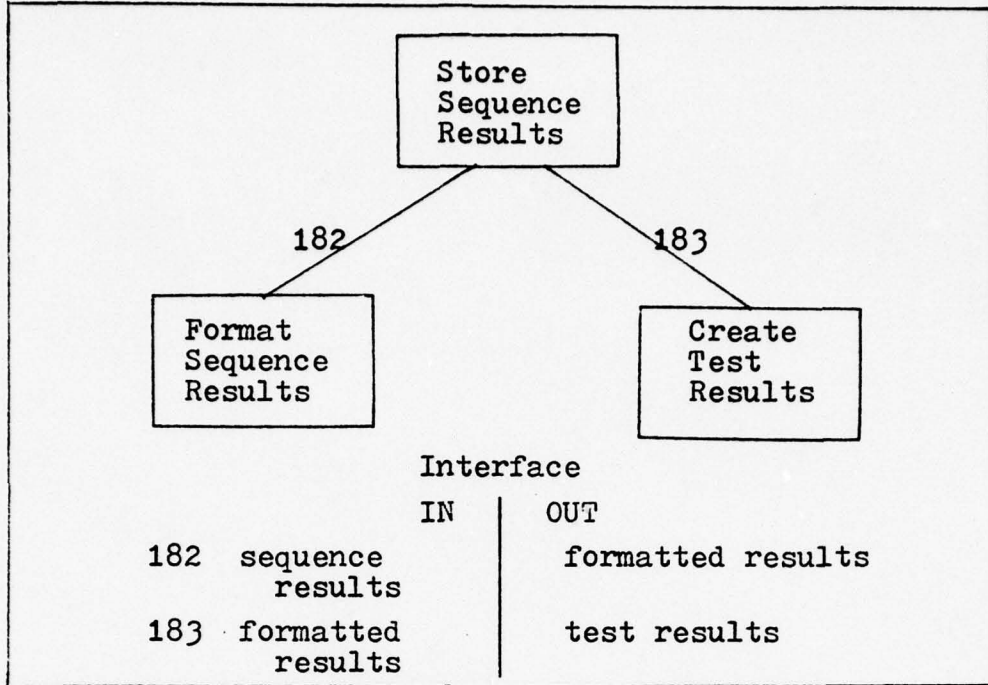 Store
Sequence
Results
182
183
Format
Sequence
Results
Create
Test
Results
Interface
IN OUT
182 sequence formatted results
results
183 formatted test results
results